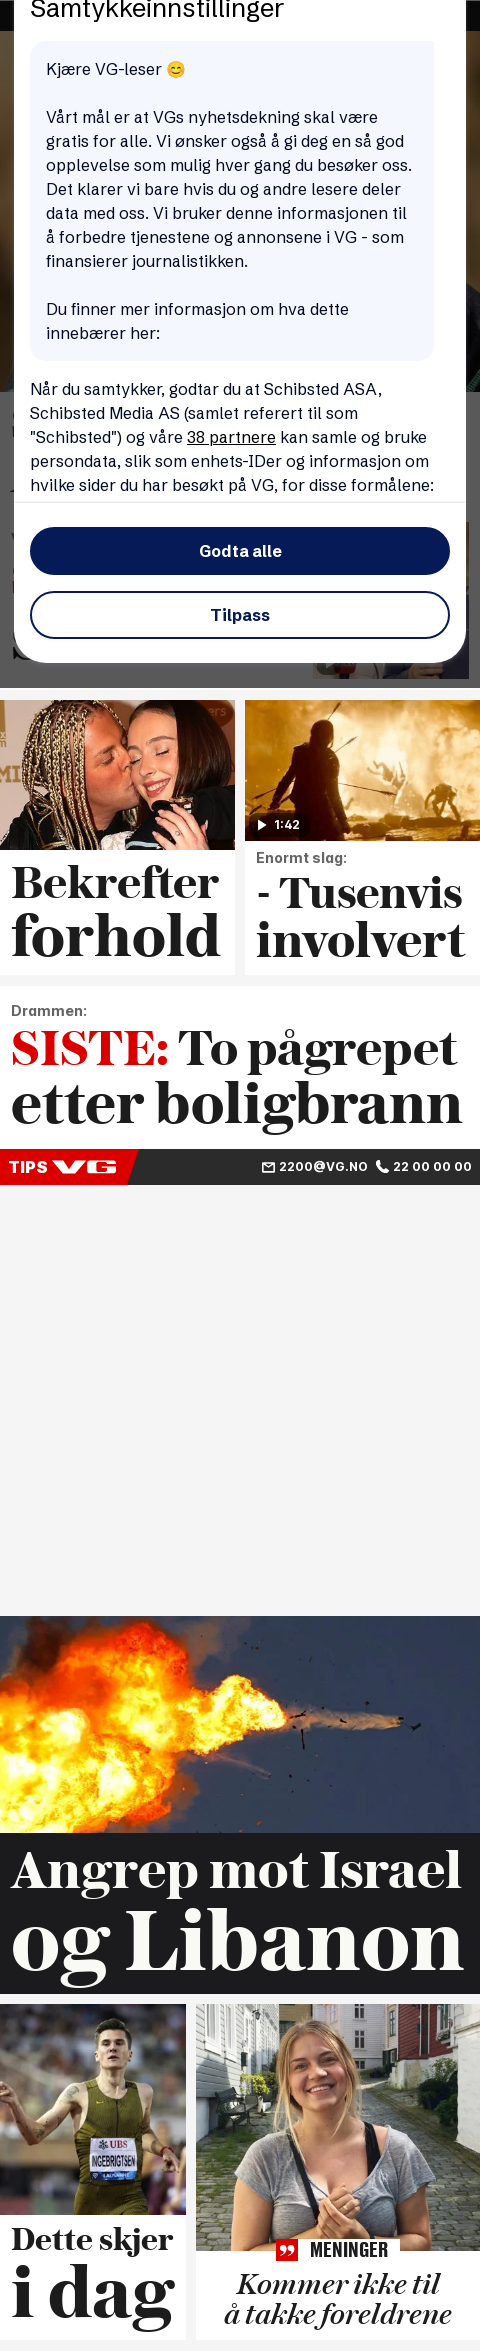 Samtykkeinnstillinger
Kjære VG-leser 😊
Vårt mål er at VGs nyhetsdekning skal være
gratis for alle. Vi ønsker også å gi deg en så god
opplevelse som mulig hver gang du besøker oss.
Det klarer vi bare hvis du og andre lesere deler
data med oss. Vi bruker denne informasjonen til
å forbedre tjenestene og annonsene i VG - som
finansierer journalistikken.
Du finner mer informasjon om hva dette
innebærer her:
Når du samtykker, godtar du at Schibsted ASA,
Schibsted Media AS (samlet referert til som
"Schibsted") og våre 38 partnere kan samle og bruke
persondata, slik som enhets-IDer og informasjon om
hvilke sider du har besøkt på VG, for disse formålene:
Godta alle
Tilpass
1:42
Bekrefter
forhold
Enormt slag:
- Tusenvis
involvert
Drammen:
SISTE: To pågrepet
etter boligbrann
TIPS VG
2200@VG.NO 22 00 00 00
Angrep mot Israel
og Libanon
UBS
INGEBRIGTSEN
Dette skjer
i dag
MENINGER
Kommer ikke til
å takke foreldrene